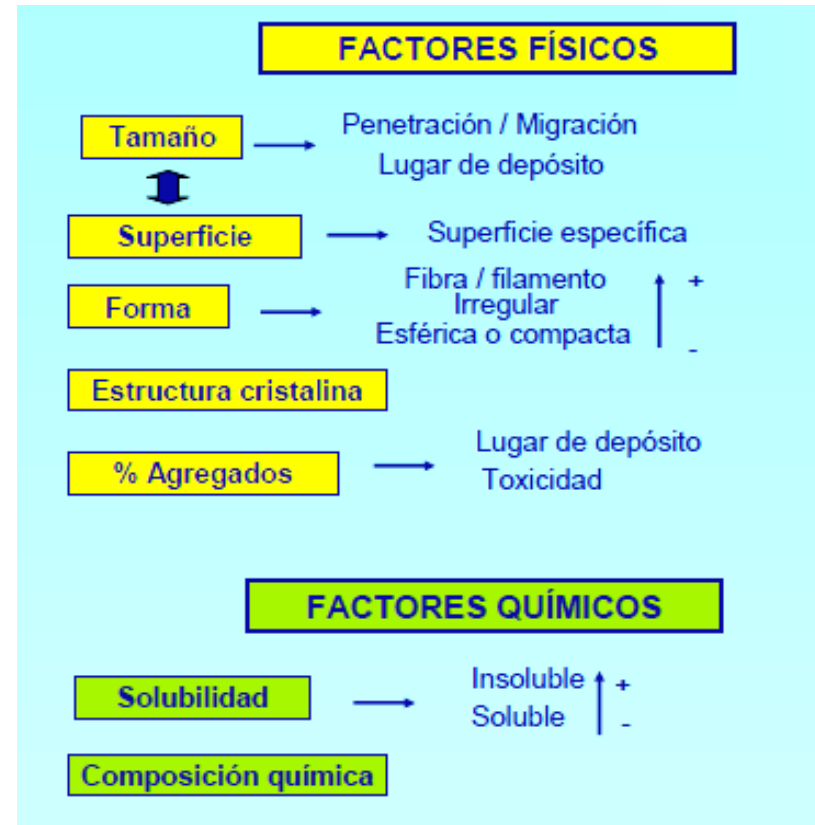 FACTORES FÍSICOS
Tamaño
Penetración / Migración
Lugar de depósito
Superficie
Superficie específica
Forma
Fibra / filamento
Irregular
Esférica o compacta
+
-
Estructura cristalina
% Agregados
Lugar de depósito
Toxicidad
FACTORES QUÍMICOS
Solubilidad
Insoluble
Soluble
+
-
Composición química